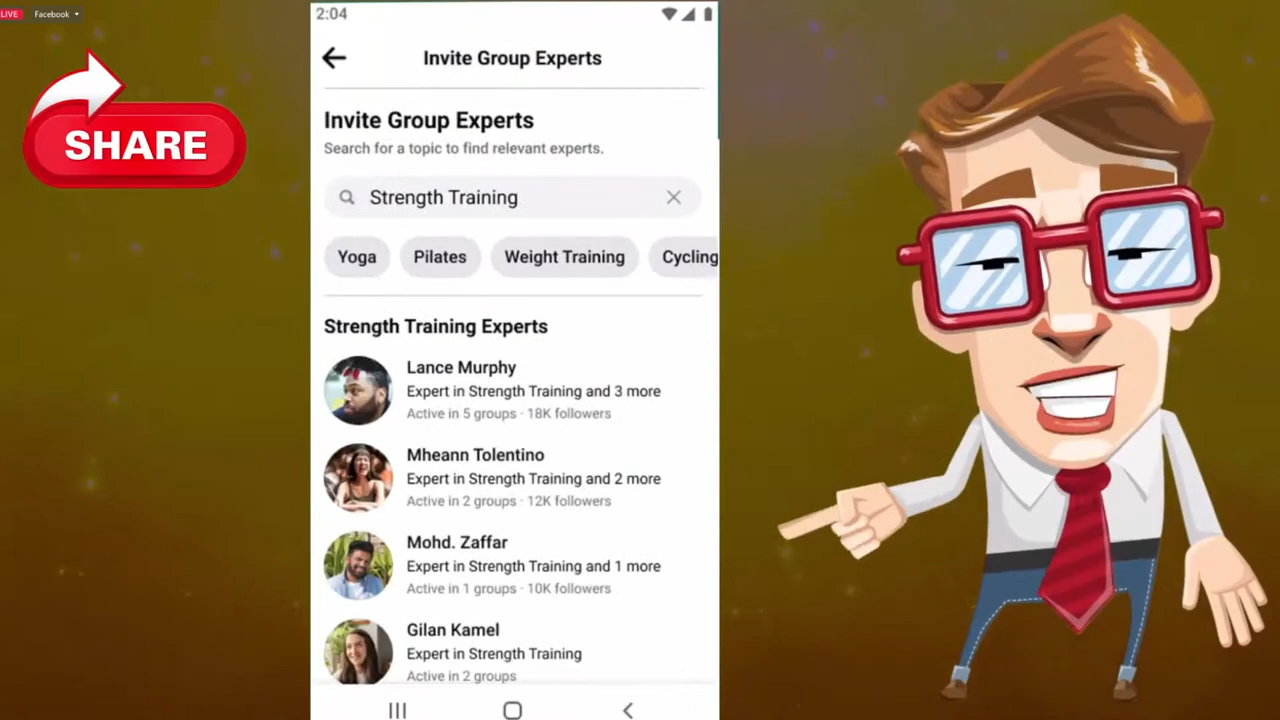 LIVE
Facebook
SHARE
2:04
Invite Group Experts
Invite Group Experts
Search for a topic to find relevant experts.
Strength Training
Yoga Pilates Weight Training Cycling
Strength Training Experts
Lance Murphy
Expert in Strength Training and 3 more
Active in 5 groups · 18K followers
Mheann Tolentino
Expert in Strength Training and 2 more
Active in 2 groups · 12K followers
Mohd. Zaffar
Expert in Strength Training and 1 more
Active in 1 groups · 10K followers
Gilan Kamel
Expert in Strength Training
Active in 2 groups